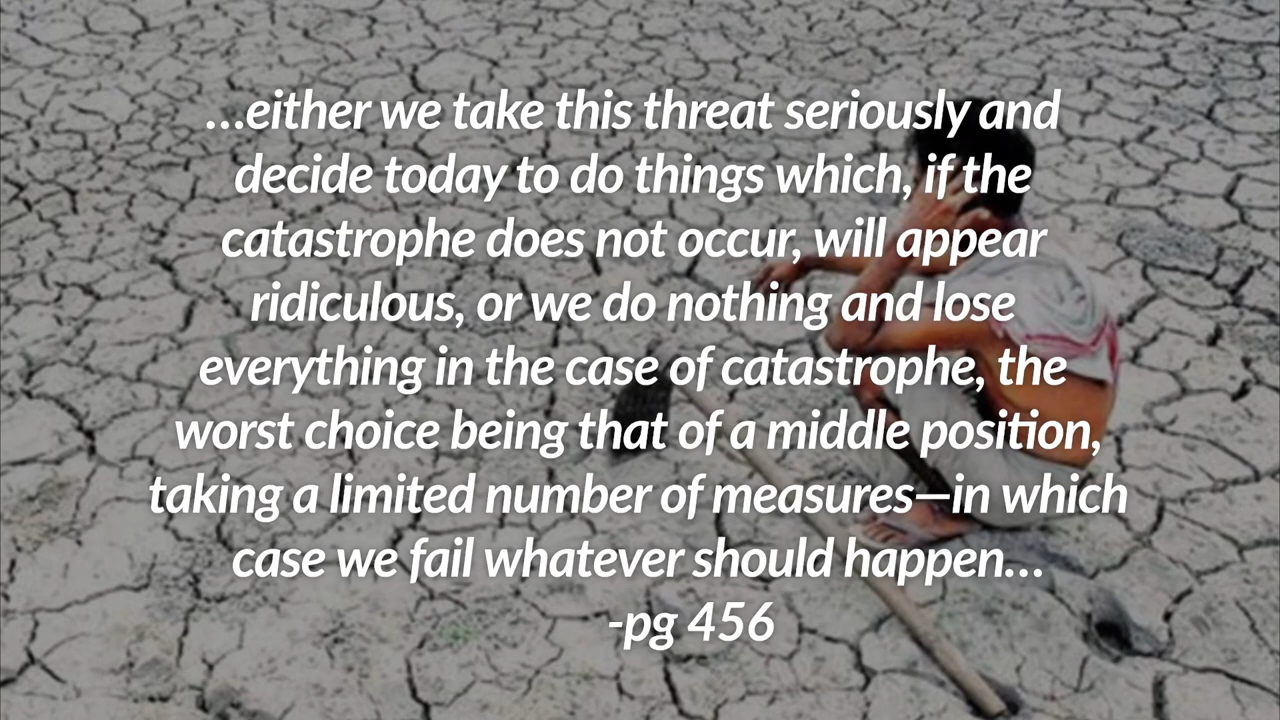 …either we take this threat seriously and
decide today to do things which, if the
catastrophe does not occur, will appear
ridiculous, or we do nothing and lose
everything in the case of catastrophe, the
worst choice being that of a middle position,
taking a limited number of measures—in which
case we fail whatever should happen…
-pg 456